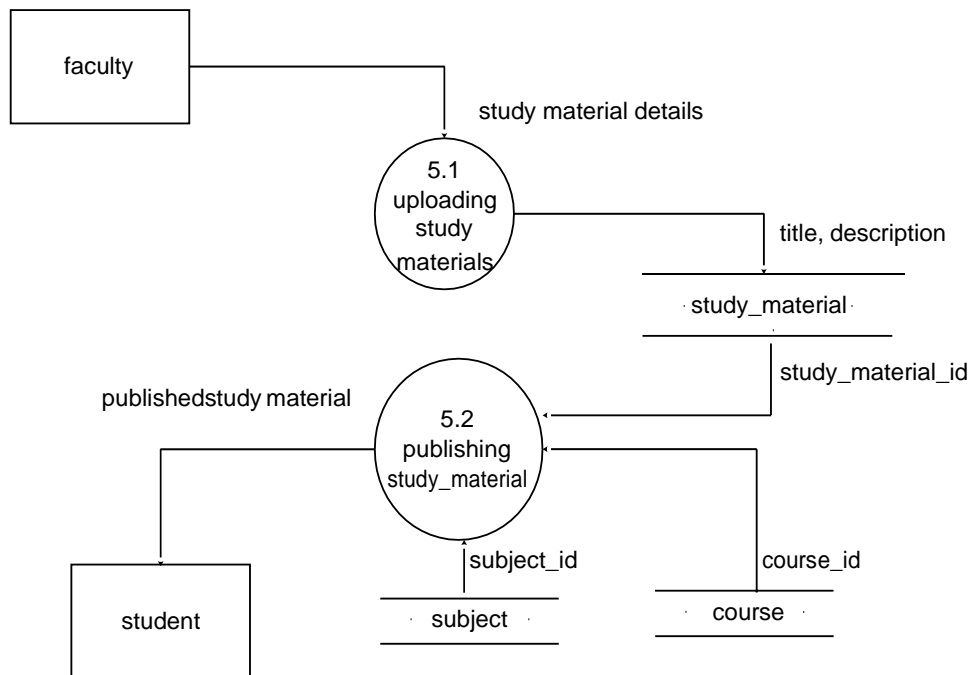 faculty
study material details
5.1
uploading
study
materials
title, description
study_material
study_material_id
publishedstudy material
5.2
publishing
study_material
subject_id
course_id
student
subject
course